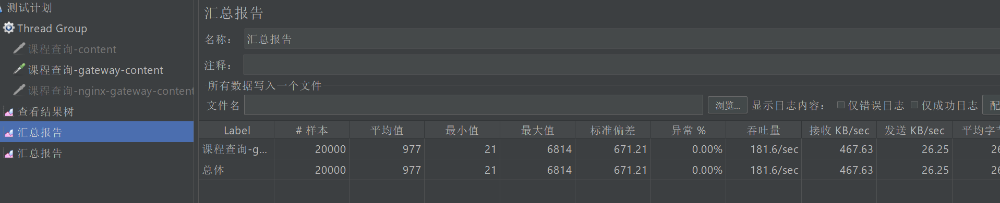 测试计划
Thread Group
课程查询-content
课程查询-gateway-content
课程查询-nginx-gateway-content
查看结果树
汇总报告
汇总报告
汇总报告
名称： 汇总报告
注释：
所有数据写入一个文件
文件名 浏览... 显示日志内容： 仅错误日志 仅成功日志 配
Label # 样本 平均值 最小值 最大值 标准偏差 异常 % 吞吐量 接收 KB/sec 发送 KB/sec 平均字
课程查询-g... 20000 977 21 6814 671.21 0.00% 181.6/sec 467.63 26.25
总体 20000 977 21 6814 671.21 0.00% 181.6/sec 467.63 26.25